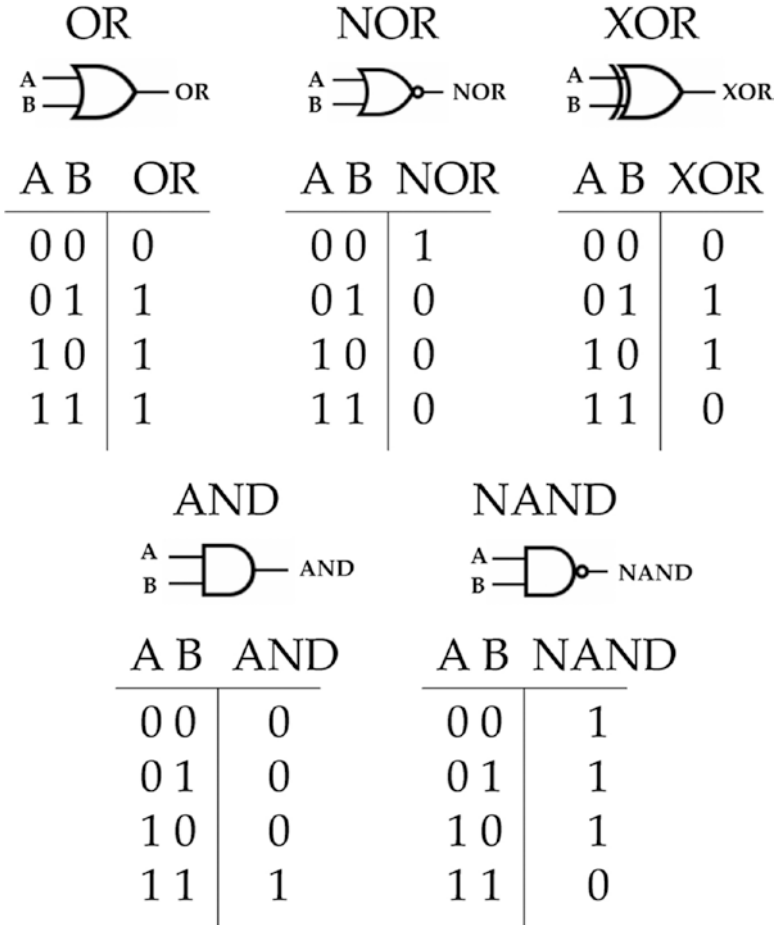 OR NOR XOR
A
B OR
A
B NOR
A
B XOR
A B OR
0 0 0
0 1 1
1 0 1
1 1 1
A B NOR
0 0 1
0 1 0
1 0 0
1 1 0
A B XOR
0 0 0
0 1 1
1 0 1
1 1 0
AND NAND
A
B AND
A
B NAND
A B AND
0 0 0
0 1 0
1 0 0
1 1 1
A B NAND
0 0 1
0 1 1
1 0 1
1 1 0